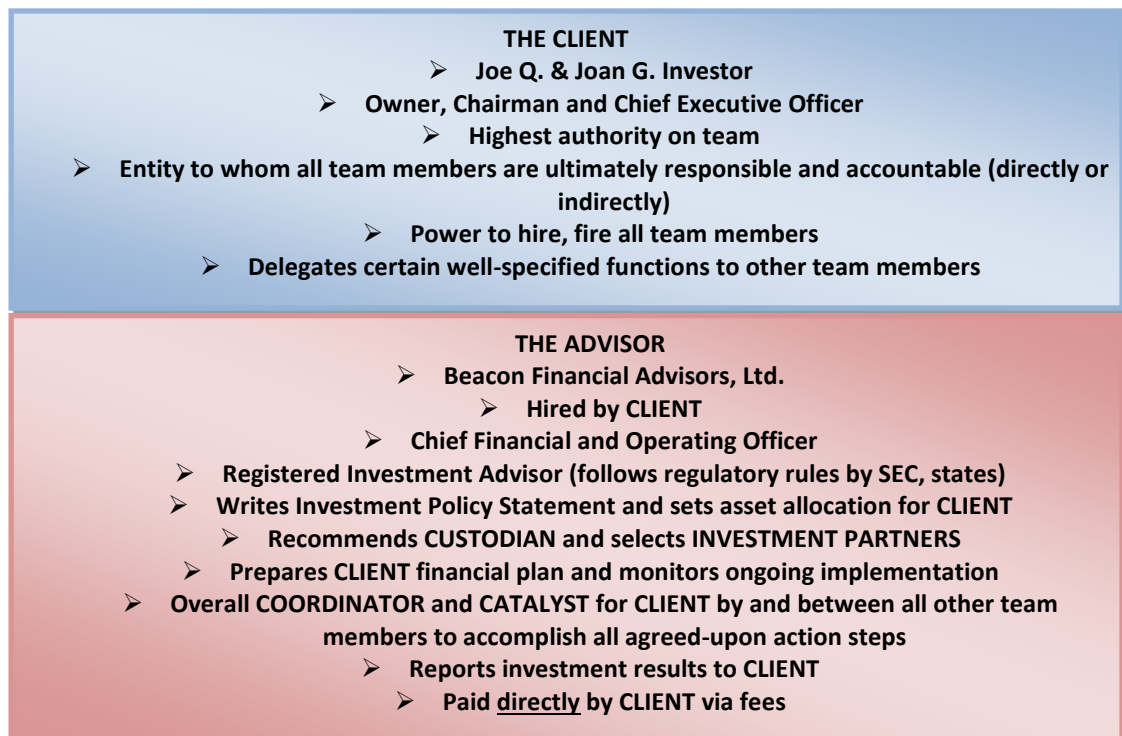 THE CLIENT
➢ Joe Q. & Joan G. Investor
➢ Owner, Chairman and Chief Executive Officer
➢ Highest authority on team
➢ Entity to whom all team members are ultimately responsible and accountable (directly or
indirectly)
➢ Power to hire, fire all team members
➢ Delegates certain well-specified functions to other team members
THE ADVISOR
➢ Beacon Financial Advisors, Ltd.
➢ Hired by CLIENT
➢ Chief Financial and Operating Officer
➢ Registered Investment Advisor (follows regulatory rules by SEC, states)
➢ Writes Investment Policy Statement and sets asset allocation for CLIENT
➢ Recommends CUSTODIAN and selects INVESTMENT PARTNERS
➢ Prepares CLIENT financial plan and monitors ongoing implementation
➢ Overall COORDINATOR and CATALYST for CLIENT by and between all other team
members to accomplish all agreed-upon action steps
➢ Reports investment results to CLIENT
➢ Paid directly by CLIENT via fees